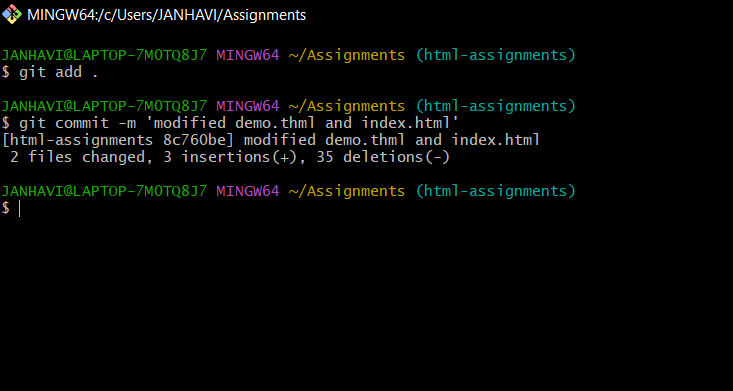 MINGW64:/c/Users/JANHAVI/Assignments
JANHAVI@LAPTOP-7M0TQ8J7 MINGW64 ~/Assignments (html-assignments)
$ git add .
JANHAVI@LAPTOP-7M0TQ8J7 MINGW64 ~/Assignments (html-assignments)
$ git commit -m 'modified demo.thml and index.html'
[html-assignments 8c760be] modified demo.thml and index.html
 2 files changed, 3 insertions(+), 35 deletions(-)
JANHAVI@LAPTOP-7M0TQ8J7 MINGW64 ~/Assignments (html-assignments)
$